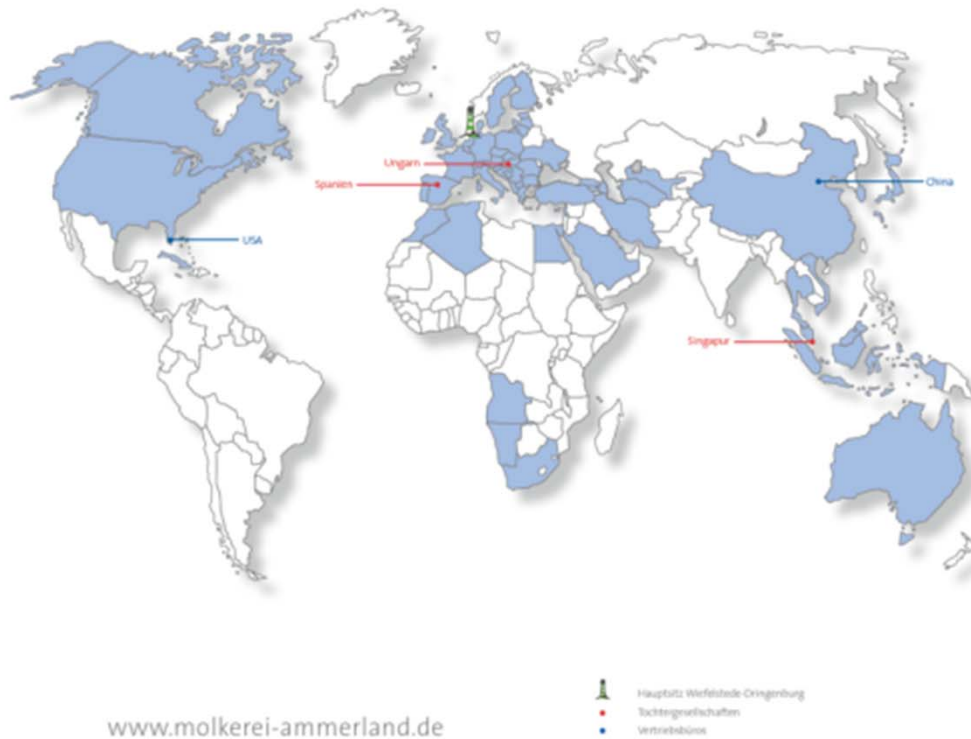 Ungarn
Spanien
China
USA
Singapur
Hauptsitz Wiefelstede-Dringenburg
Tochtergesellschaften
Vertriebsbüros
www.molkerei-ammerland.de